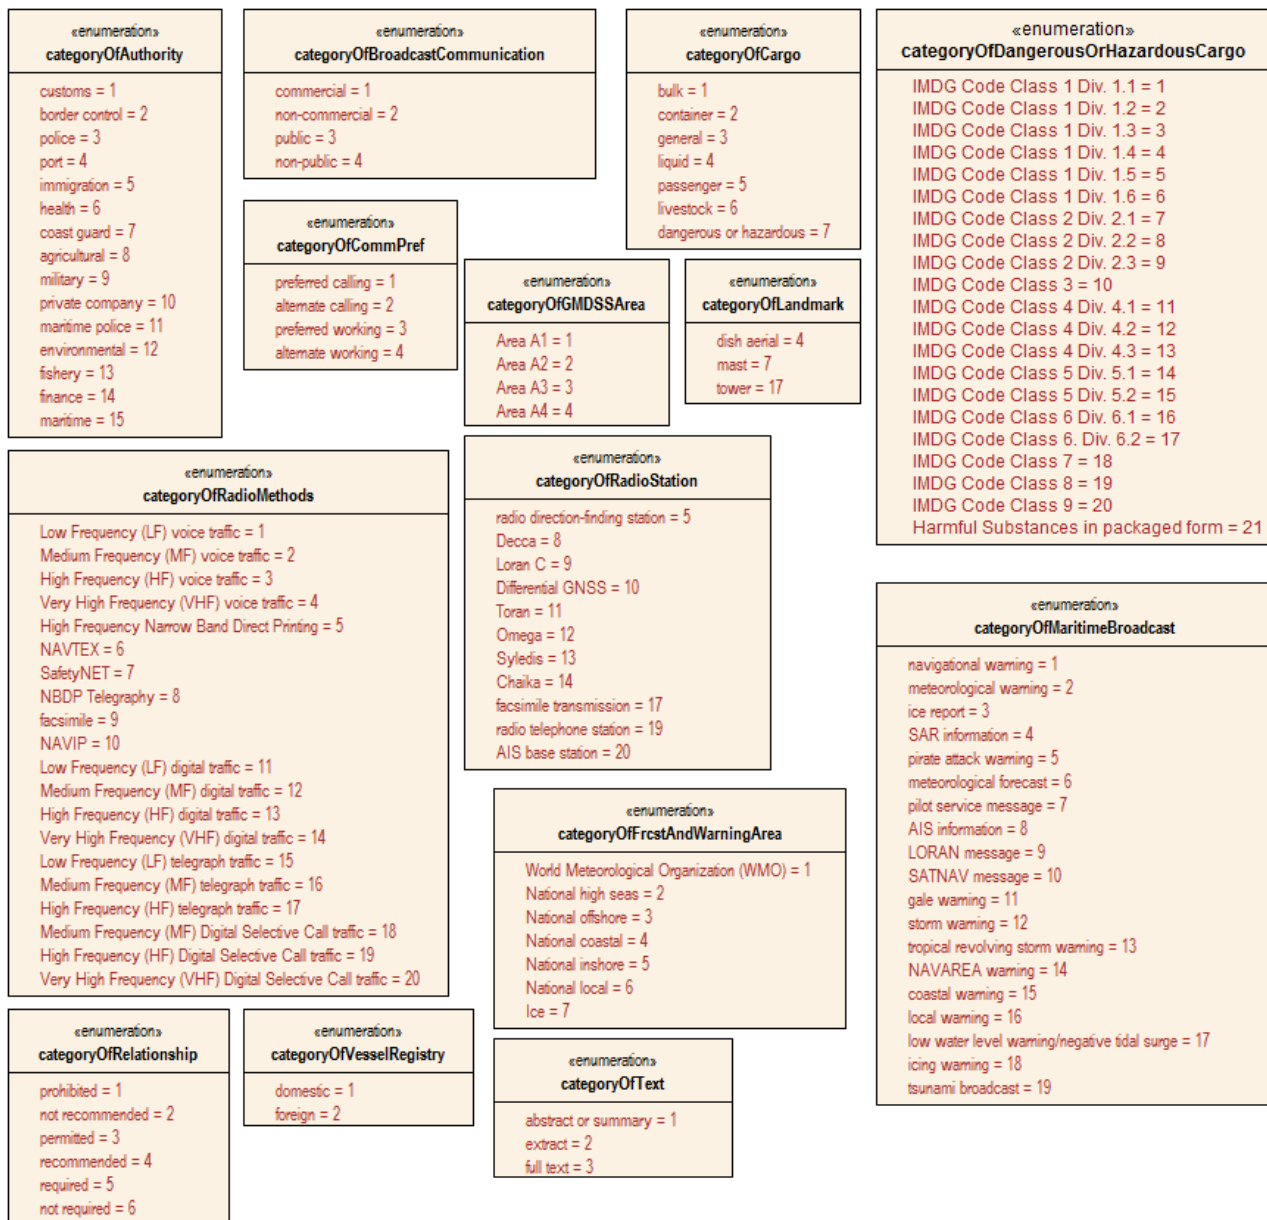 «enumeration»
categoryOfAuthority
customs = 1
border control = 2
police = 3
port = 4
immigration = 5
health = 6
coast guard = 7
agricultural = 8
military = 9
private company = 10
maritime police = 11
environmental = 12
fishery = 13
finance = 14
maritime = 15
«enumeration»
categoryOfBroadcastCommunication
commercial = 1
non-commercial = 2
public = 3
non-public = 4
«enumeration»
categoryOfCargo
bulk = 1
container = 2
general = 3
liquid = 4
passenger = 5
livestock = 6
dangerous or hazardous = 7
«enumeration»
categoryOfDangerousOrHazardousCargo
IMDG Code Class 1 Div. 1.1 = 1
IMDG Code Class 1 Div. 1.2 = 2
IMDG Code Class 1 Div. 1.3 = 3
IMDG Code Class 1 Div. 1.4 = 4
IMDG Code Class 1 Div. 1.5 = 5
IMDG Code Class 1 Div. 1.6 = 6
IMDG Code Class 2 Div. 2.1 = 7
IMDG Code Class 2 Div. 2.2 = 8
IMDG Code Class 2 Div. 2.3 = 9
IMDG Code Class 3 = 10
IMDG Code Class 4 Div. 4.1 = 11
IMDG Code Class 4 Div. 4.2 = 12
IMDG Code Class 4 Div. 4.3 = 13
IMDG Code Class 5 Div. 5.1 = 14
IMDG Code Class 5 Div. 5.2 = 15
IMDG Code Class 6 Div. 6.1 = 16
IMDG Code Class 6. Div. 6.2 = 17
IMDG Code Class 7 = 18
IMDG Code Class 8 = 19
IMDG Code Class 9 = 20
Harmful Substances in packaged form = 21
«enumeration»
categoryOfCommPref
preferred calling = 1
alternate calling = 2
preferred working = 3
alternate working = 4
«enumeration»
categoryOfGMDSSArea
Area A1 = 1
Area A2 = 2
Area A3 = 3
Area A4 = 4
«enumeration»
categoryOfLandmark
dish aerial = 4
mast = 7
tower = 17
«enumeration»
categoryOfRadioMethods
Low Frequency (LF) voice traffic = 1
Medium Frequency (MF) voice traffic = 2
High Frequency (HF) voice traffic = 3
Very High Frequency (VHF) voice traffic = 4
High Frequency Narrow Band Direct Printing = 5
NAVTEX = 6
SafetyNET = 7
NBDP Telegraphy = 8
facsimile = 9
NAVIP = 10
Low Frequency (LF) digital traffic = 11
Medium Frequency (MF) digital traffic = 12
High Frequency (HF) digital traffic = 13
Very High Frequency (VHF) digital traffic = 14
Low Frequency (LF) telegraph traffic = 15
Medium Frequency (MF) telegraph traffic = 16
High Frequency (HF) telegraph traffic = 17
Medium Frequency (MF) Digital Selective Call traffic = 18
High Frequency (HF) Digital Selective Call traffic = 19
Very High Frequency (VHF) Digital Selective Call traffic = 20
«enumeration»
categoryOfRadioStation
radio direction-finding station = 5
Decca = 8
Loran C = 9
Differential GNSS = 10
Toran = 11
Omega = 12
Syledis = 13
Chaika = 14
facsimile transmission = 17
radio telephone station = 19
AIS base station = 20
«enumeration»
categoryOfMaritimeBroadcast
navigational warning = 1
meteorological warning = 2
ice report = 3
SAR information = 4
pirate attack warning = 5
meteorological forecast = 6
pilot service message = 7
AIS information = 8
LORAN message = 9
SATNAV message = 10
gale warning = 11
storm warning = 12
tropical revolving storm warning = 13
NAVAREA warning = 14
coastal warning = 15
local warning = 16
low water level warning/negative tidal surge = 17
icing warning = 18
tsunami broadcast = 19
«enumeration»
categoryOfFrcstAndWarningArea
World Meteorological Organization (WMO) = 1
National high seas = 2
National offshore = 3
National coastal = 4
National inshore = 5
National local = 6
Ice = 7
«enumeration»
categoryOfRelationship
prohibited = 1
not recommended = 2
permitted = 3
recommended = 4
required = 5
not required = 6
«enumeration»
categoryOfVesselRegistry
domestic = 1
foreign = 2
«enumeration»
categoryOfText
abstract or summary = 1
extract = 2
full text = 3